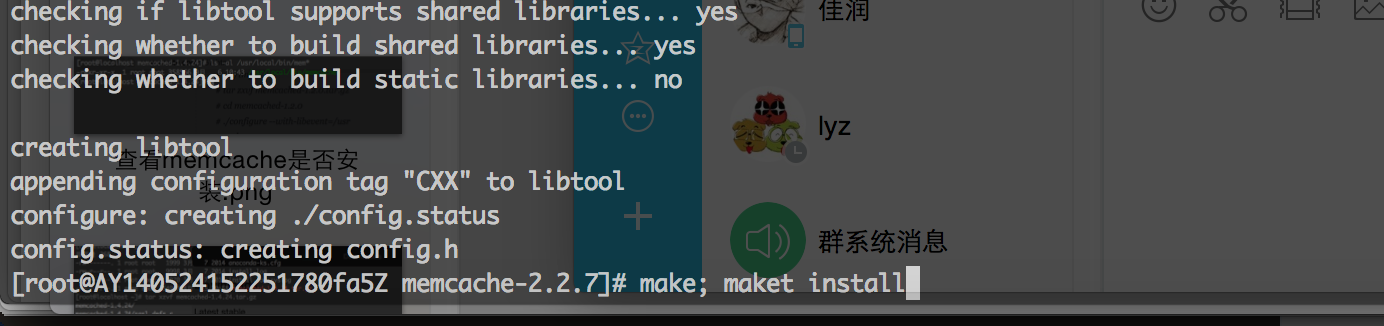 checking if libtool supports shared libraries... yes
checking whether to build shared libraries... yes
checking whether to build static libraries... no
creating libtool
appending configuration tag "CXX" to libtool
configure: creating ./config.status
config.status: creating config.h
[root@AY140524152251780fa5Z memcache-2.2.7]# make; maket install
查看memcache是否安
装.png
佳润
lyz
群系统消息